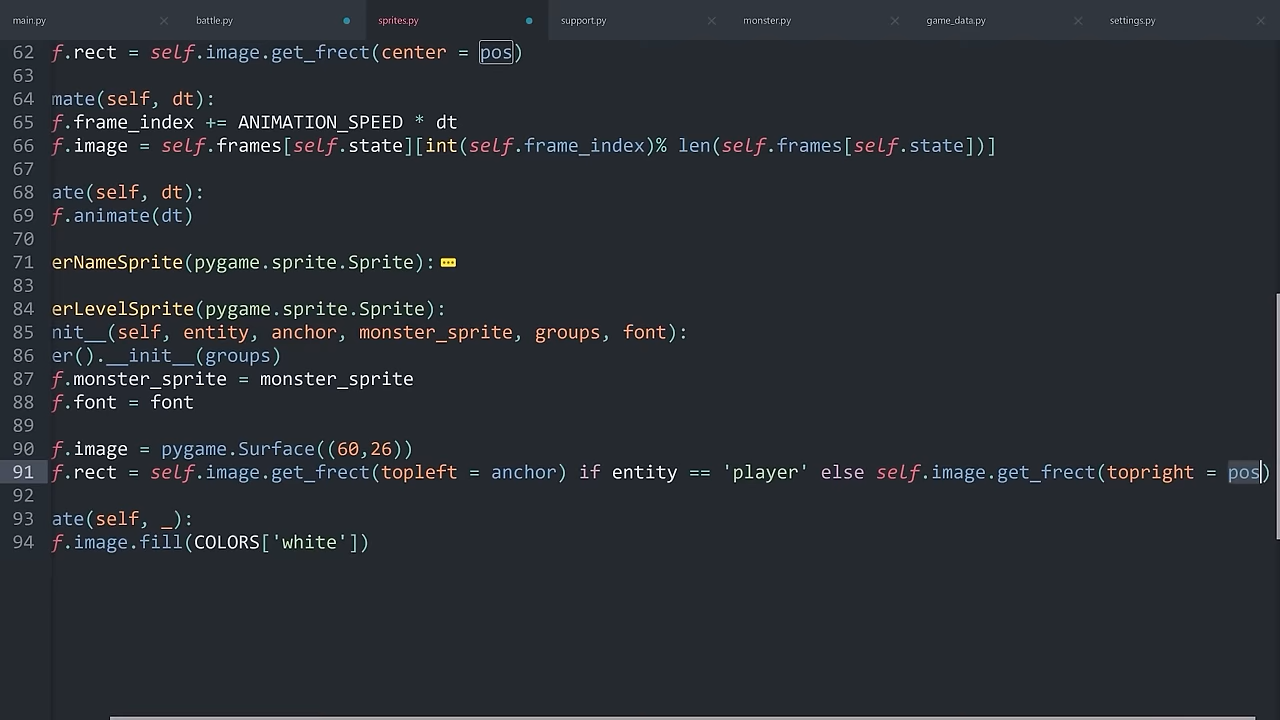 main.py battle.py sprites.py support.py monster.py game_data.py settings.py
62 f.rect = self.image.get_frect(center = pos)
63
64 mate(self, dt):
65 f.frame_index += ANIMATION_SPEED * dt
66 f.image = self.frames[self.state][int(self.frame_index)% len(self.frames[self.state])]
67
68 ate(self, dt):
69 f.animate(dt)
70
71 erNameSprite(pygame.sprite.Sprite):
83
84 erLevelSprite(pygame.sprite.Sprite):
85 nit__(self, entity, anchor, monster_sprite, groups, font):
86 er().__init__(groups)
87 f.monster_sprite = monster_sprite
88 f.font = font
89
90 f.image = pygame.Surface((60,26))
91 f.rect = self.image.get_frect(topleft = anchor) if entity == 'player' else self.image.get_frect(topright = pos)
92
93 ate(self, _):
94 f.image.fill(COLORS['white'])